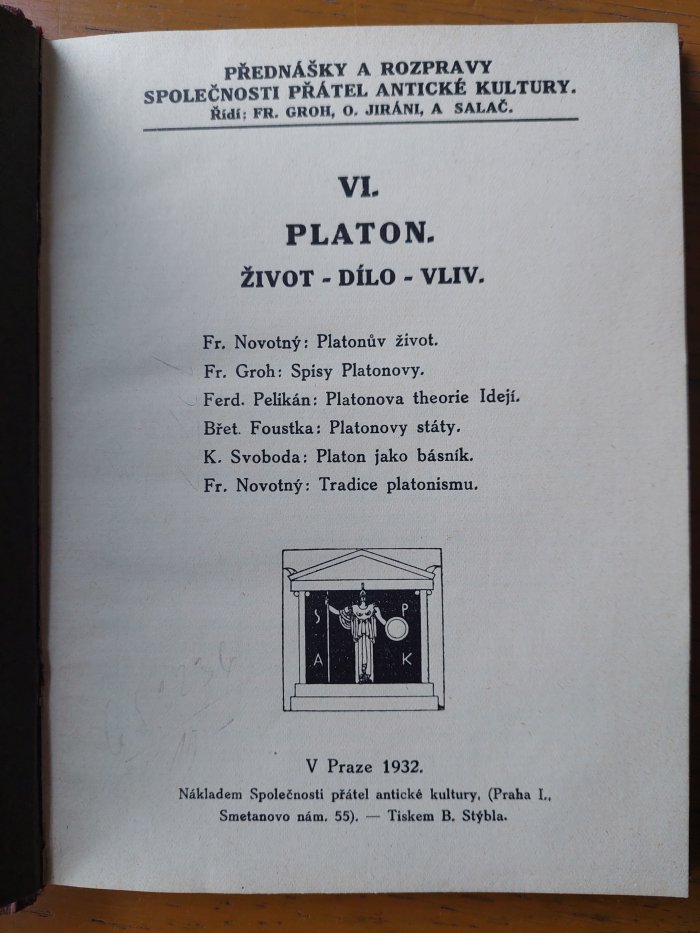 PŘEDNÁŠKY A ROZPRAVY
SPOLEČNOSTI PŘÁTEL ANTICKÉ KULTURY.
Řídí: FR. GROH, O. JIRÁNI, A SALAČ.
VI.
PLATON.
ŽIVOT - DÍLO - VLIV.
Fr. Novotný: Platonův život.
Fr. Groh: Spisy Platonovy.
Ferd. Pelikán: Platonova theorie Idejí.
Břet. Foustka: Platonovy státy.
K. Svoboda: Platon jako básník.
Fr. Novotný: Tradice platonismu.
S P
A K
V Praze 1932.
Nákladem Společnosti přátel antické kultury, (Praha I.,
Smetanovo nám. 55). — Tiskem B. Stýbla.